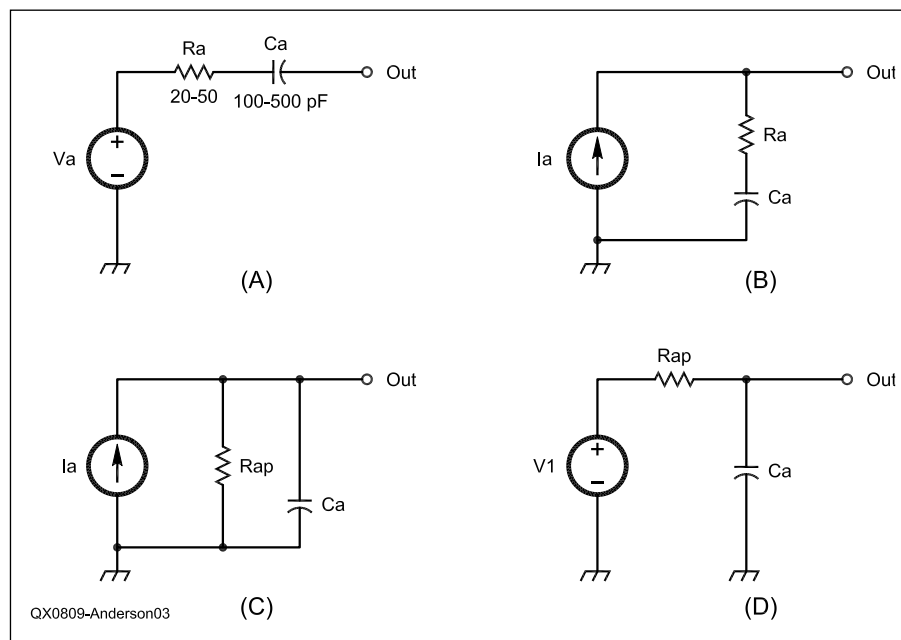 Ra
Ca
Out
20-50
100-500 pF
Va
+
−
(A)
Out
Ia
Ra
Ca
(B)
Out
Ia
Rap
Ca
(C)
Rap
Out
V1
+
−
Ca
(D)
QX0809-Anderson03